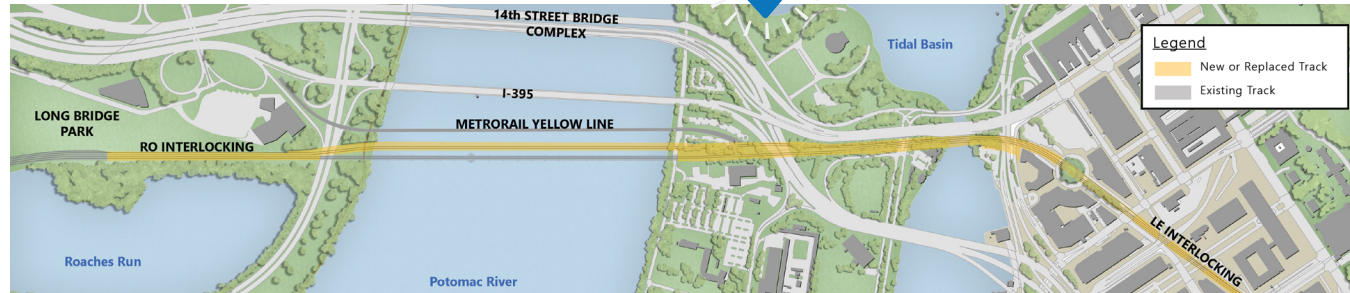 14th STREET BRIDGE
COMPLEX
Tidal Basin
Legend
New or Replaced Track
Existing Track
I-395
LONG BRIDGE
PARK
METRORAIL YELLOW LINE
RO INTERLOCKING
LE INTERLOCKING
Roaches Run
Potomac River